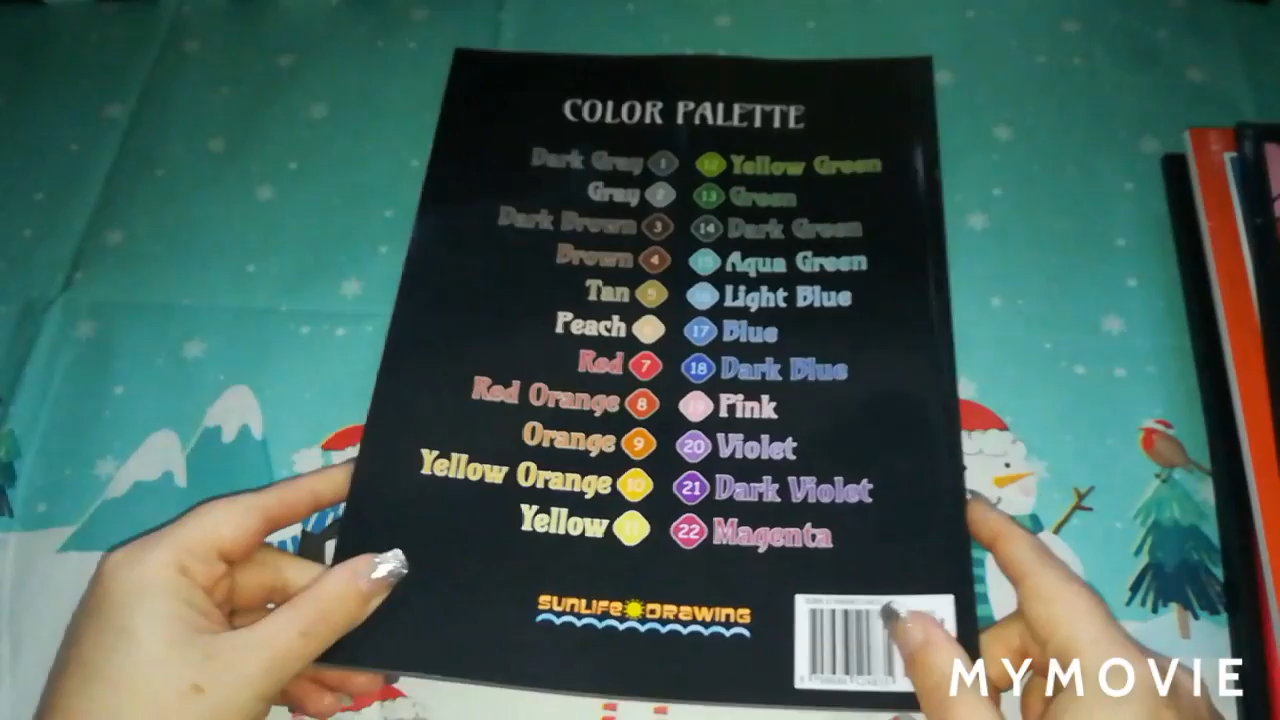 COLOR PALETTE
Dark Gray 1
Gray 2
Dark Brown 3
Brown 4
Tan 5
Peach 6
Red 7
Red Orange 8
Orange 9
Yellow Orange 10
Yellow 11
12 Yellow Green
13 Green
14 Dark Green
15 Aqua Green
16 Light Blue
17 Blue
18 Dark Blue
19 Pink
20 Violet
21 Dark Violet
22 Magenta
SUNLIFE DRAWING
MYMOVIE